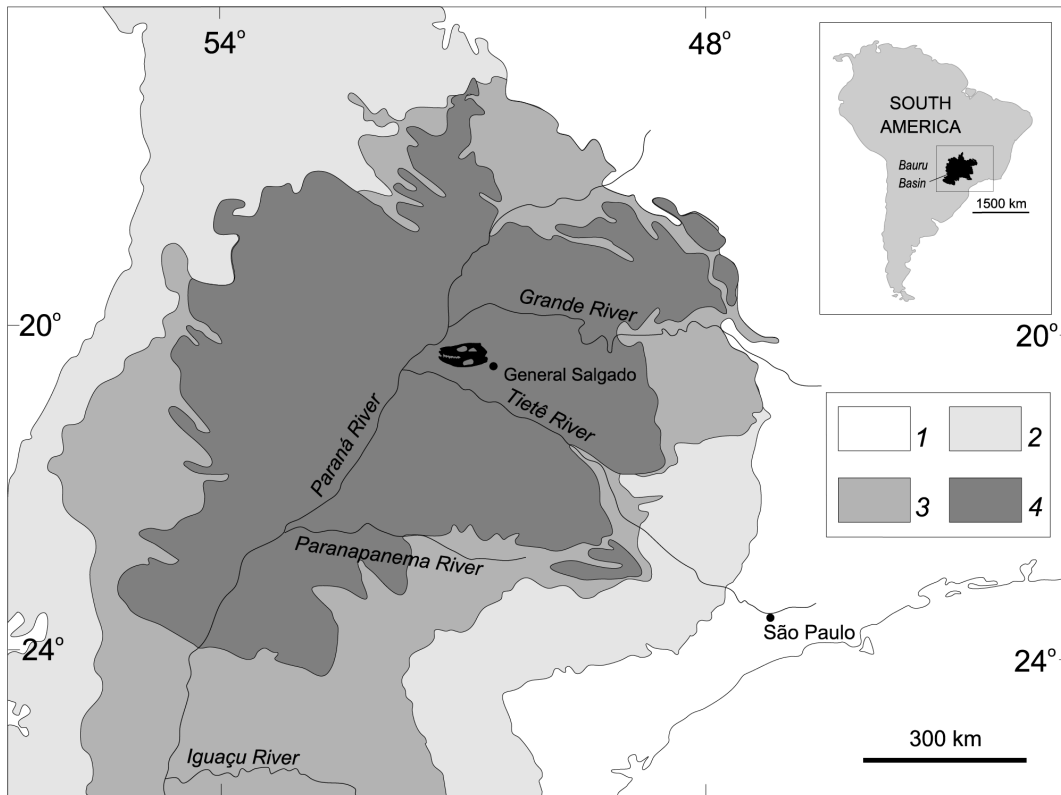 54°
48°
SOUTH
AMERICA
Bauru
Basin
1500 km
Grande River
20°
20°
General Salgado
Tietê River
Paraná River
1
2
3
4
Paranapanema River
São Paulo
24°
24°
300 km
Iguaçu River